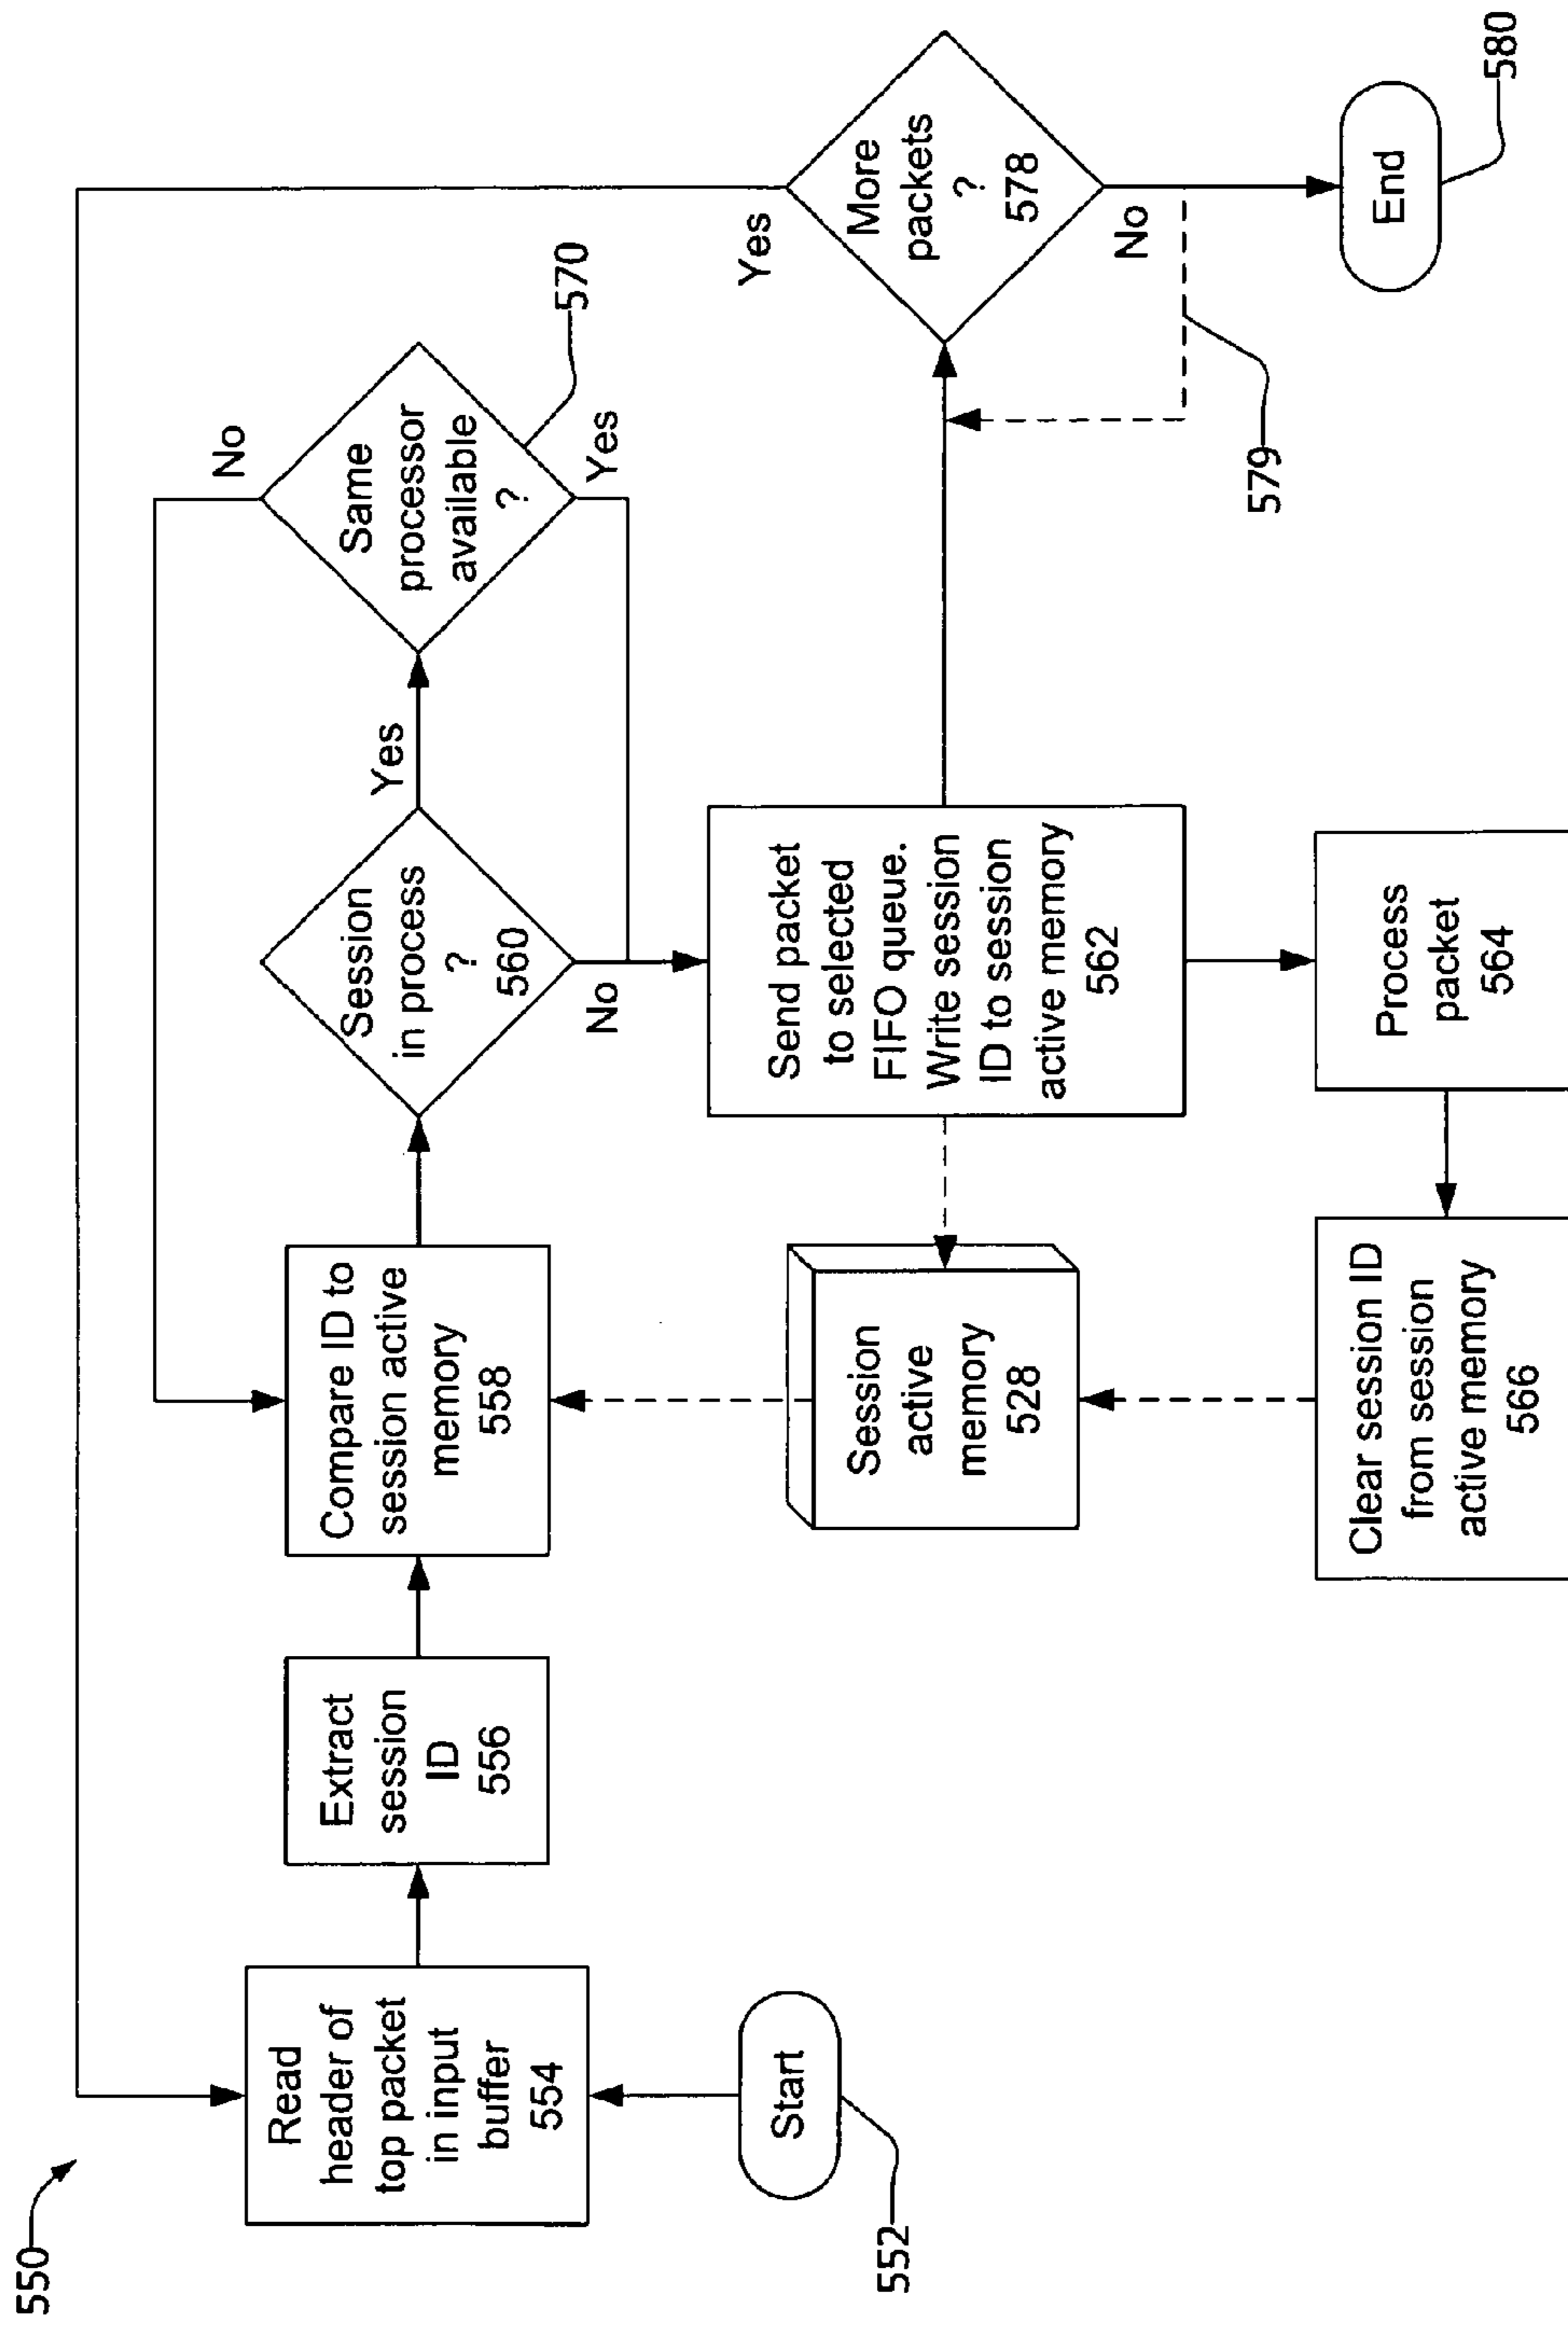 550
Read
header of
top packet
in input
buffer
554
Start
552
Extract
session
ID
556
Compare ID to
session active
memory
558
Session
in process
?
560
Yes
No
Same
processor
available
?
570
No
Yes
Send packet
to selected
FIFO queue.
Write session
ID to session
active memory
562
Session
active
memory
528
Process
packet
564
Clear session ID
from session
active memory
566
More
packets
?
578
Yes
No
579
End
580